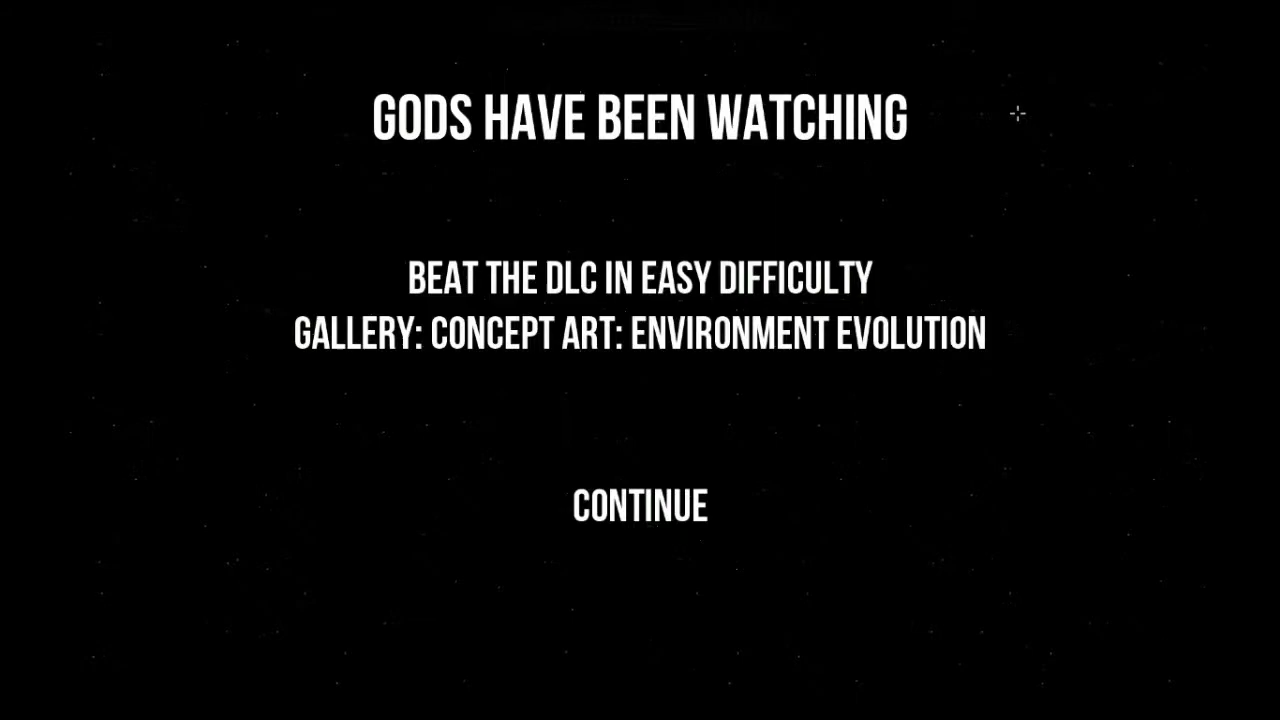 GODS HAVE BEEN WATCHING
BEAT THE DLC IN EASY DIFFICULTY
GALLERY: CONCEPT ART: ENVIRONMENT EVOLUTION
CONTINUE